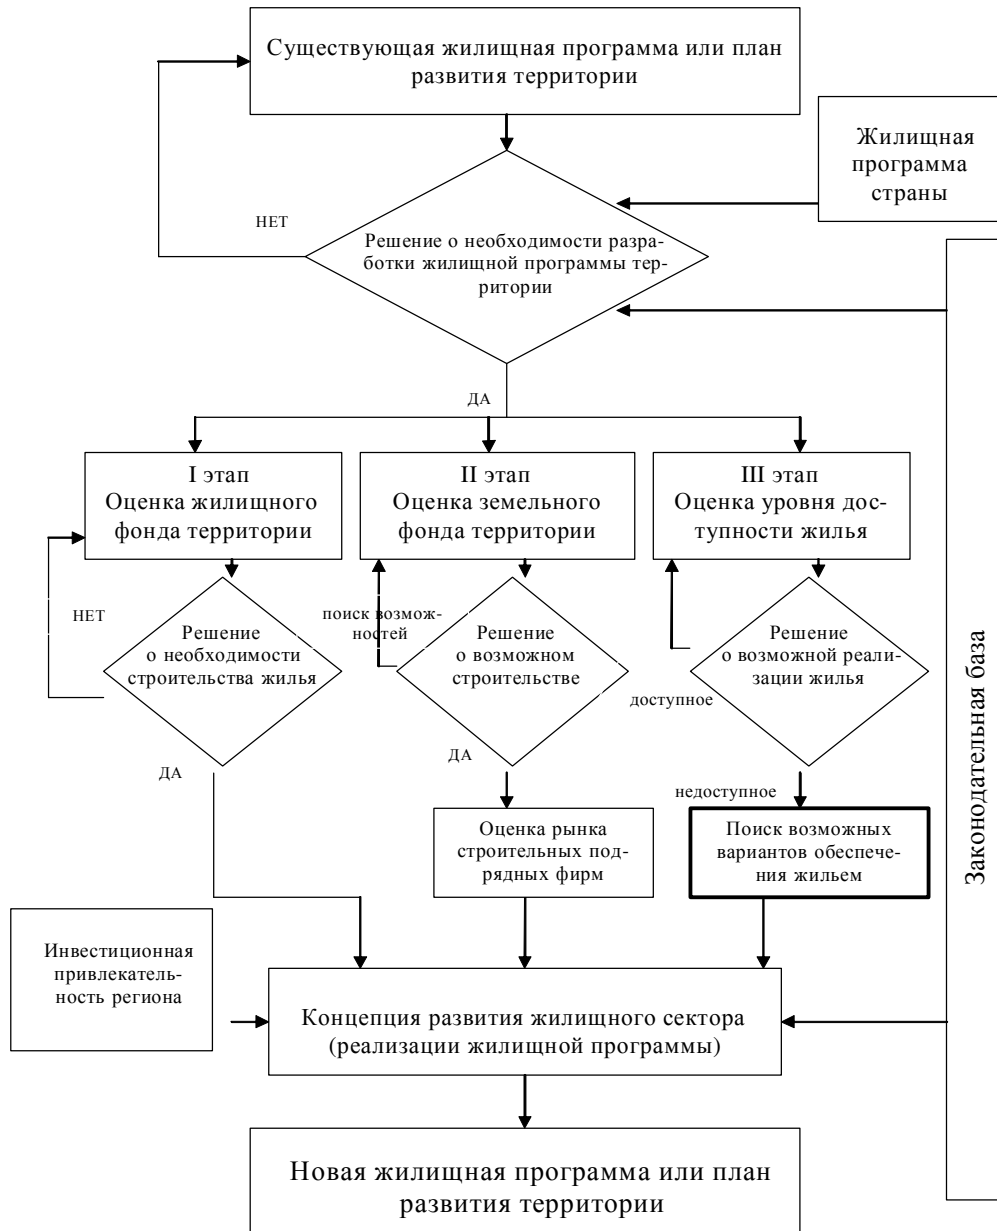 Существующая жилищная программа или план
развития территории
Жилищная
программа
страны
НЕТ
Решение о необходимости разра-
ботки жилищной программы тер-
ритории
ДА
I этап
Оценка жилищного
фонда территории
II этап
Оценка земельного
фонда территории
III этап
Оценка уровня дос-
тупности жилья
НЕТ
Решение
о необходимости
строительства жилья
поиск возмож-
ностей
Решение
о возможном
строительстве
Решение
о возможной реали-
зации жилья
доступное
ДА
ДА
недоступное
Оценка рынка
строительных под-
рядных фирм
Поиск возможных
вариантов обеспече-
ния жильем
Законодательная база
Инвестиционная
привлекатель-
ность региона
Концепция развития жилищного сектора
(реализации жилищной программы)
Новая жилищная программа или план
развития территории